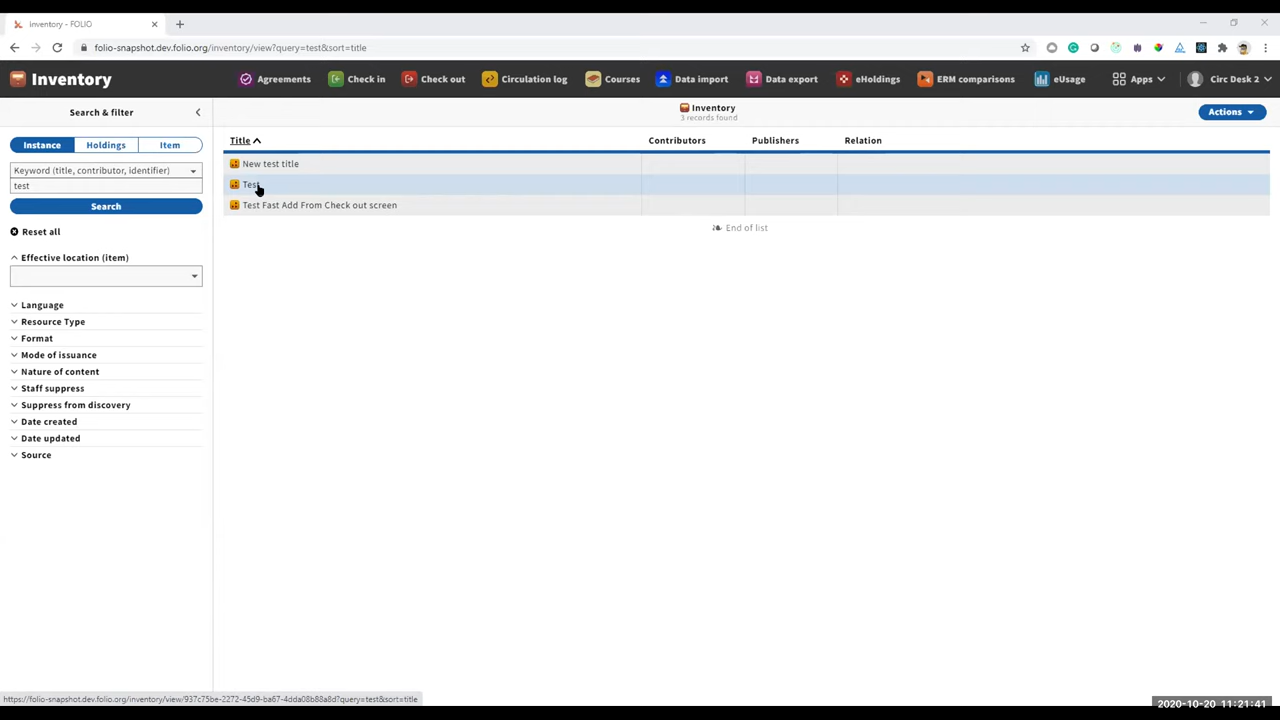 inventory - FOLIO
folio-snapshot.dev.folio.org/inventory/view?query=test&sort=title
Inventory
Agreements
Check in
Check out
Circulation log
Courses
Data import
Data export
eHoldings
ERM comparisons
eUsage
Apps
Circ Desk 2
Search & filter
Inventory
3 records found
Actions
Instance
Holdings
Item
Title
Contributors
Publishers
Relation
Keyword (title, contributor, identifier)
test
Search
New test title
Test
Test Fast Add From Check out screen
End of list
Reset all
Effective location (item)
Language
Resource Type
Format
Mode of issuance
Nature of content
Staff suppress
Suppress from discovery
Date created
Date updated
Source
https://folio-snapshot.dev.folio.org/inventory/view/937c75be-2272-45d9-ba67-4dda08b88a8d?query=test&sort=title
2020-10-20 11:21:41